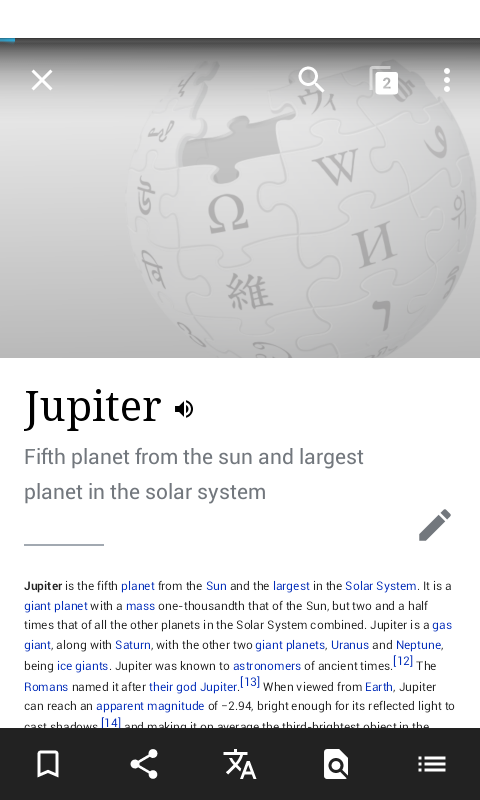 2
ウィ
W
Ω
И
維
ך
Jupiter
Fifth planet from the sun and largest
planet in the solar system
Jupiter is the fifth planet from the Sun and the largest in the Solar System. It is a
giant planet with a mass one-thousandth that of the Sun, but two and a half
times that of all the other planets in the Solar System combined. Jupiter is a gas
giant, along with Saturn, with the other two giant planets, Uranus and Neptune,
being ice giants. Jupiter was known to astronomers of ancient times.[12] The
Romans named it after their god Jupiter.[13] When viewed from Earth, Jupiter
can reach an apparent magnitude of −2.94, bright enough for its reflected light to
cast shadows,[14] and making it on average the third-brightest object in the